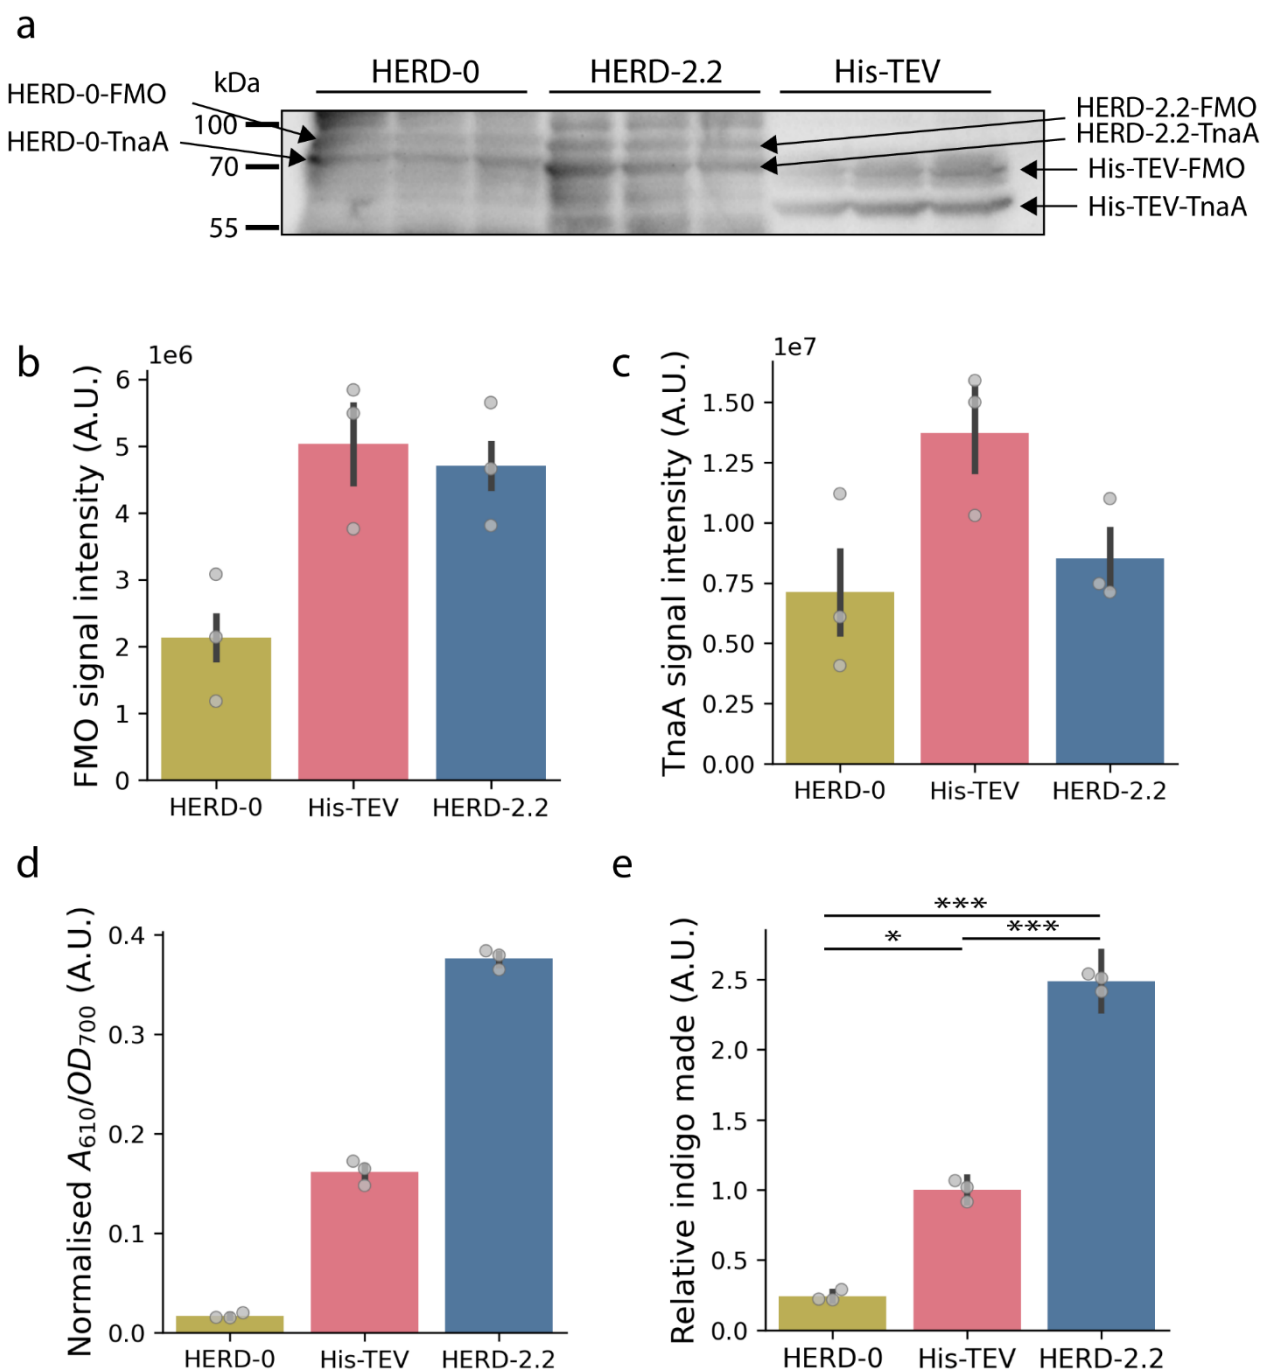 a
HERD-0 HERD-2.2 His-TEV
kDa
HERD-0-FMO
HERD-0-TnaA
100
70
55
HERD-2.2-FMO
HERD-2.2-TnaA
His-TEV-FMO
His-TEV-TnaA
b
1e6
FMO signal intensity (A.U.)
6
5
4
3
2
1
0
HERD-0 His-TEV HERD-2.2
c
1e7
TnaA signal intensity (A.U.)
1.50
1.25
1.00
0.75
0.50
0.25
0.00
HERD-0 His-TEV HERD-2.2
d
Normalised A610/OD700 (A.U.)
0.4
0.3
0.2
0.1
0.0
HERD-0 His-TEV HERD-2.2
e
***
* ***
Relative indigo made (A.U.)
2.5
2.0
1.5
1.0
0.5
0.0
HERD-0 His-TEV HERD-2.2